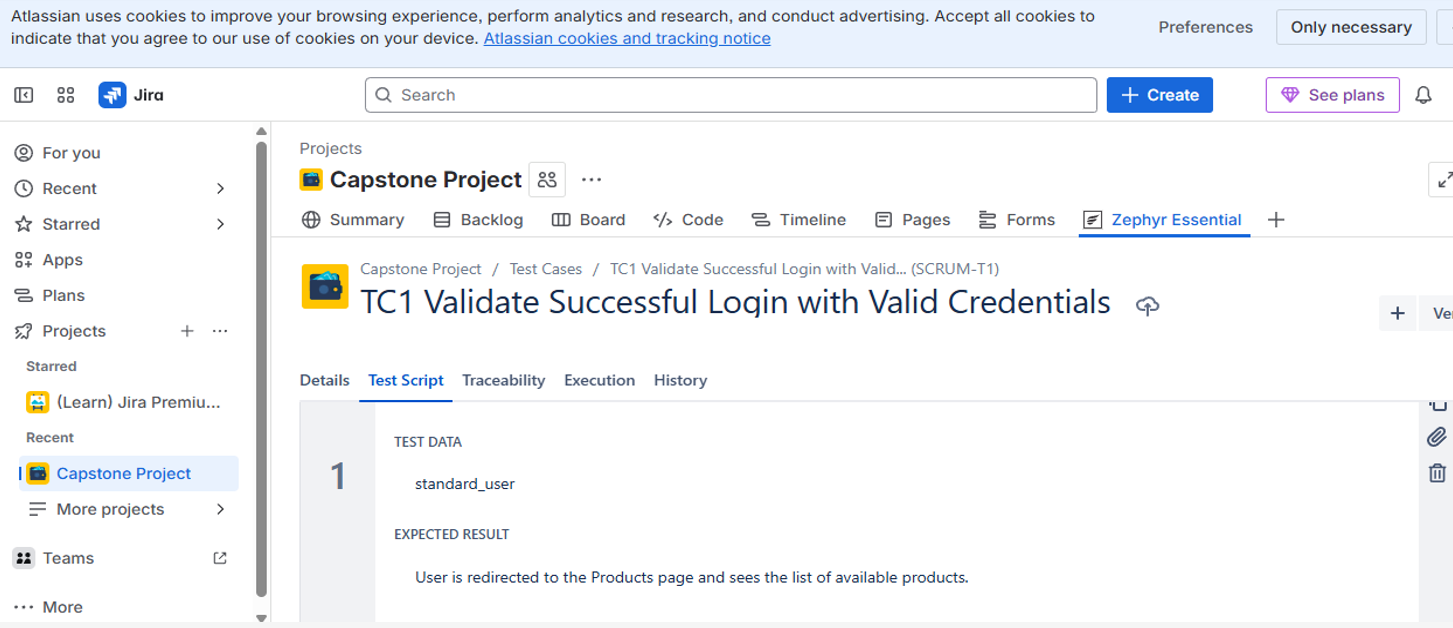 Atlassian uses cookies to improve your browsing experience, perform analytics and research, and conduct advertising. Accept all cookies to
indicate that you agree to our use of cookies on your device. Atlassian cookies and tracking notice
Preferences
Only necessary
Jira
Search
Create
See plans
For you
Recent
Starred
Apps
Plans
Projects
Starred
(Learn) Jira Premiu...
Recent
Capstone Project
More projects
Teams
More
Projects
Capstone Project
Summary
Backlog
Board
Code
Timeline
Pages
Forms
Zephyr Essential
Capstone Project / Test Cases / TC1 Validate Successful Login with Valid... (SCRUM-T1)
TC1 Validate Successful Login with Valid Credentials
Details
Test Script
Traceability
Execution
History
1
TEST DATA
standard_user
EXPECTED RESULT
User is redirected to the Products page and sees the list of available products.